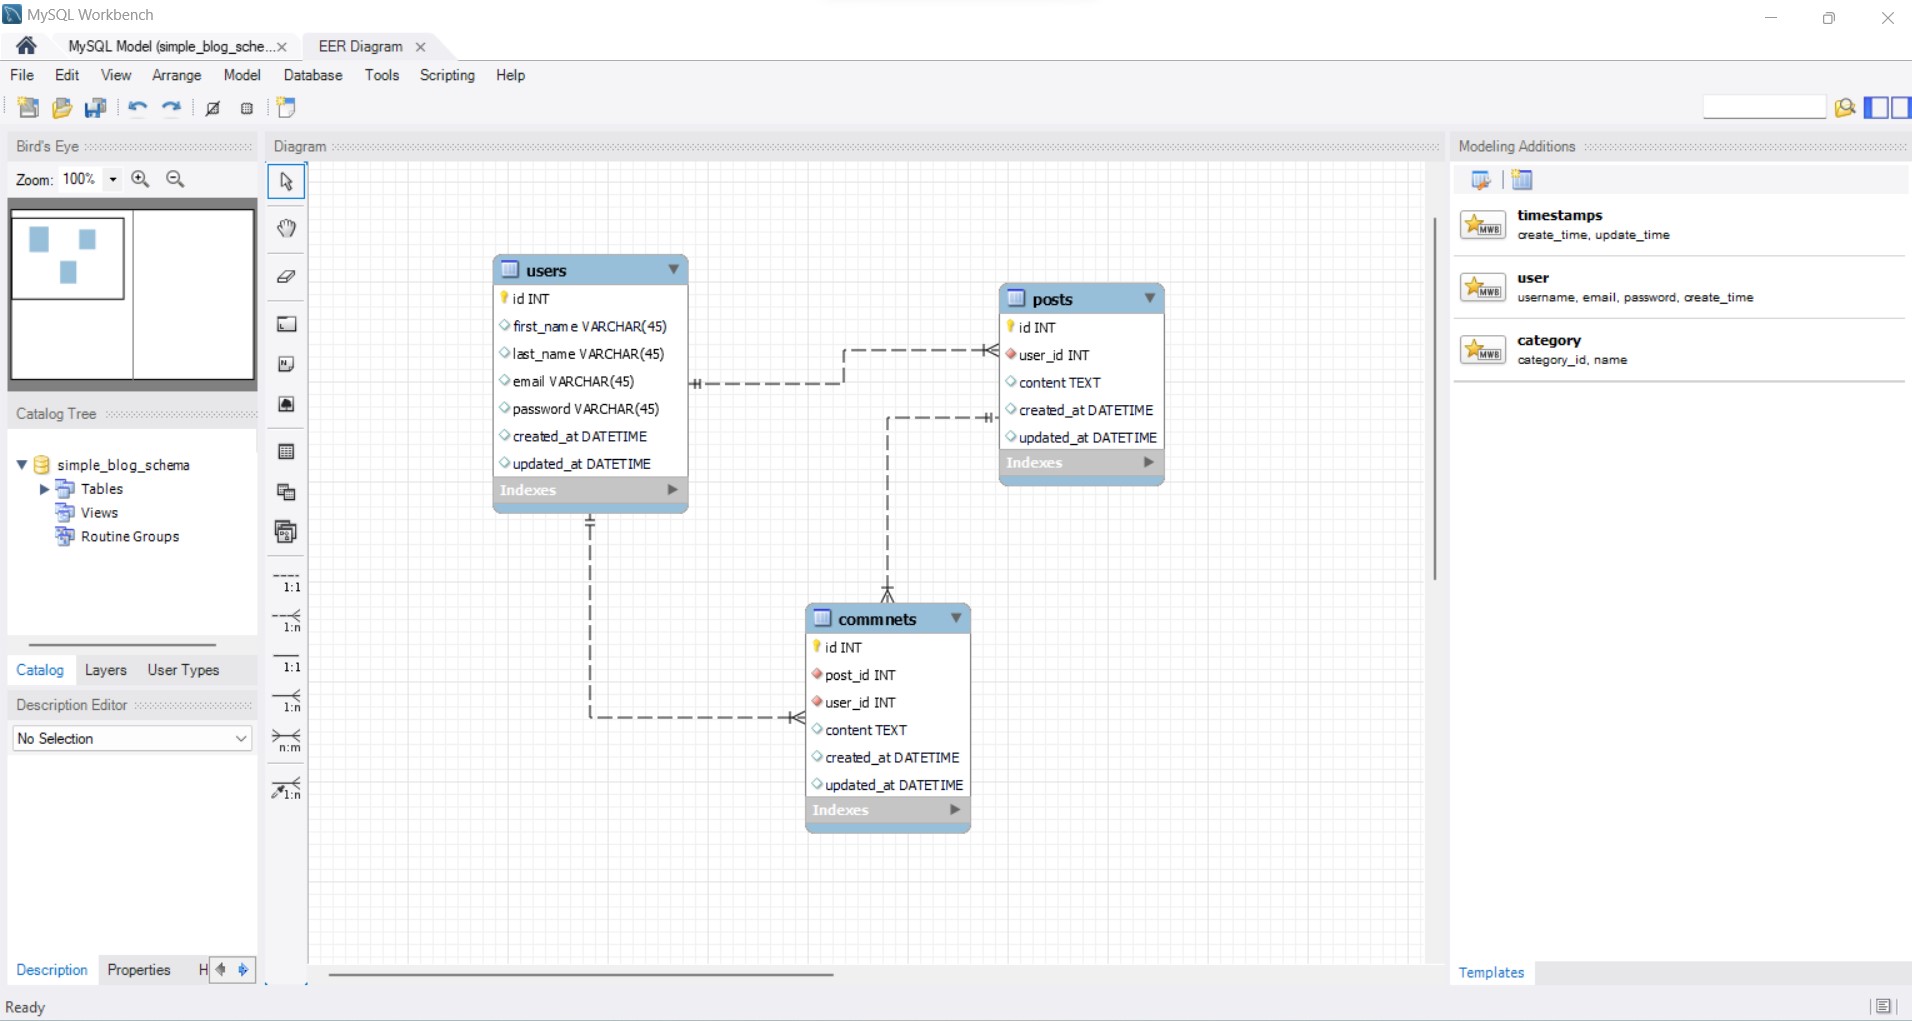 MySQL Workbench
MySQL Model (simple_blog_sche...
EER Diagram
File Edit View Arrange Model Database Tools Scripting Help
Bird's Eye
Zoom: 100%
Catalog Tree
simple_blog_schema
Tables
Views
Routine Groups
Catalog Layers User Types
Description Editor
No Selection
Description Properties H
Ready
Diagram
1:1
1:n
1:1
1:n
n:m
1:n
users
id INT
first_name VARCHAR(45)
last_name VARCHAR(45)
email VARCHAR(45)
password VARCHAR(45)
created_at DATETIME
updated_at DATETIME
Indexes
posts
id INT
user_id INT
content TEXT
created_at DATETIME
updated_at DATETIME
Indexes
commnets
id INT
post_id INT
user_id INT
content TEXT
created_at DATETIME
updated_at DATETIME
Indexes
Modeling Additions
MWB
timestamps
create_time, update_time
MWB
user
username, email, password, create_time
MWB
category
category_id, name
Templates